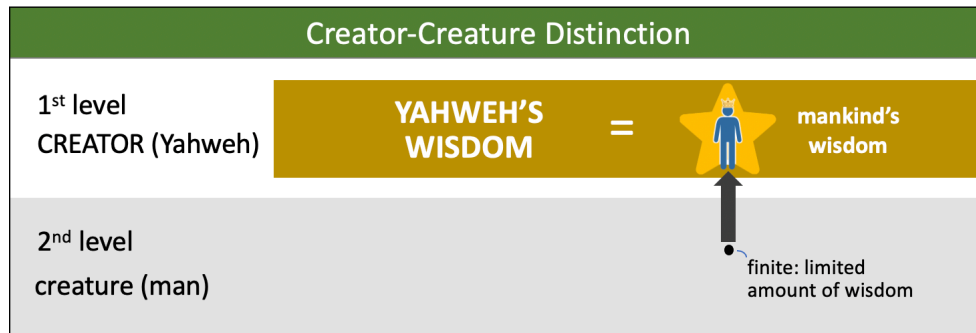 Creator-Creature Distinction
1st level
CREATOR (Yahweh)
YAHWEH’S
WISDOM
=
mankind’s
wisdom
2nd level
creature (man)
finite: limited
amount of wisdom